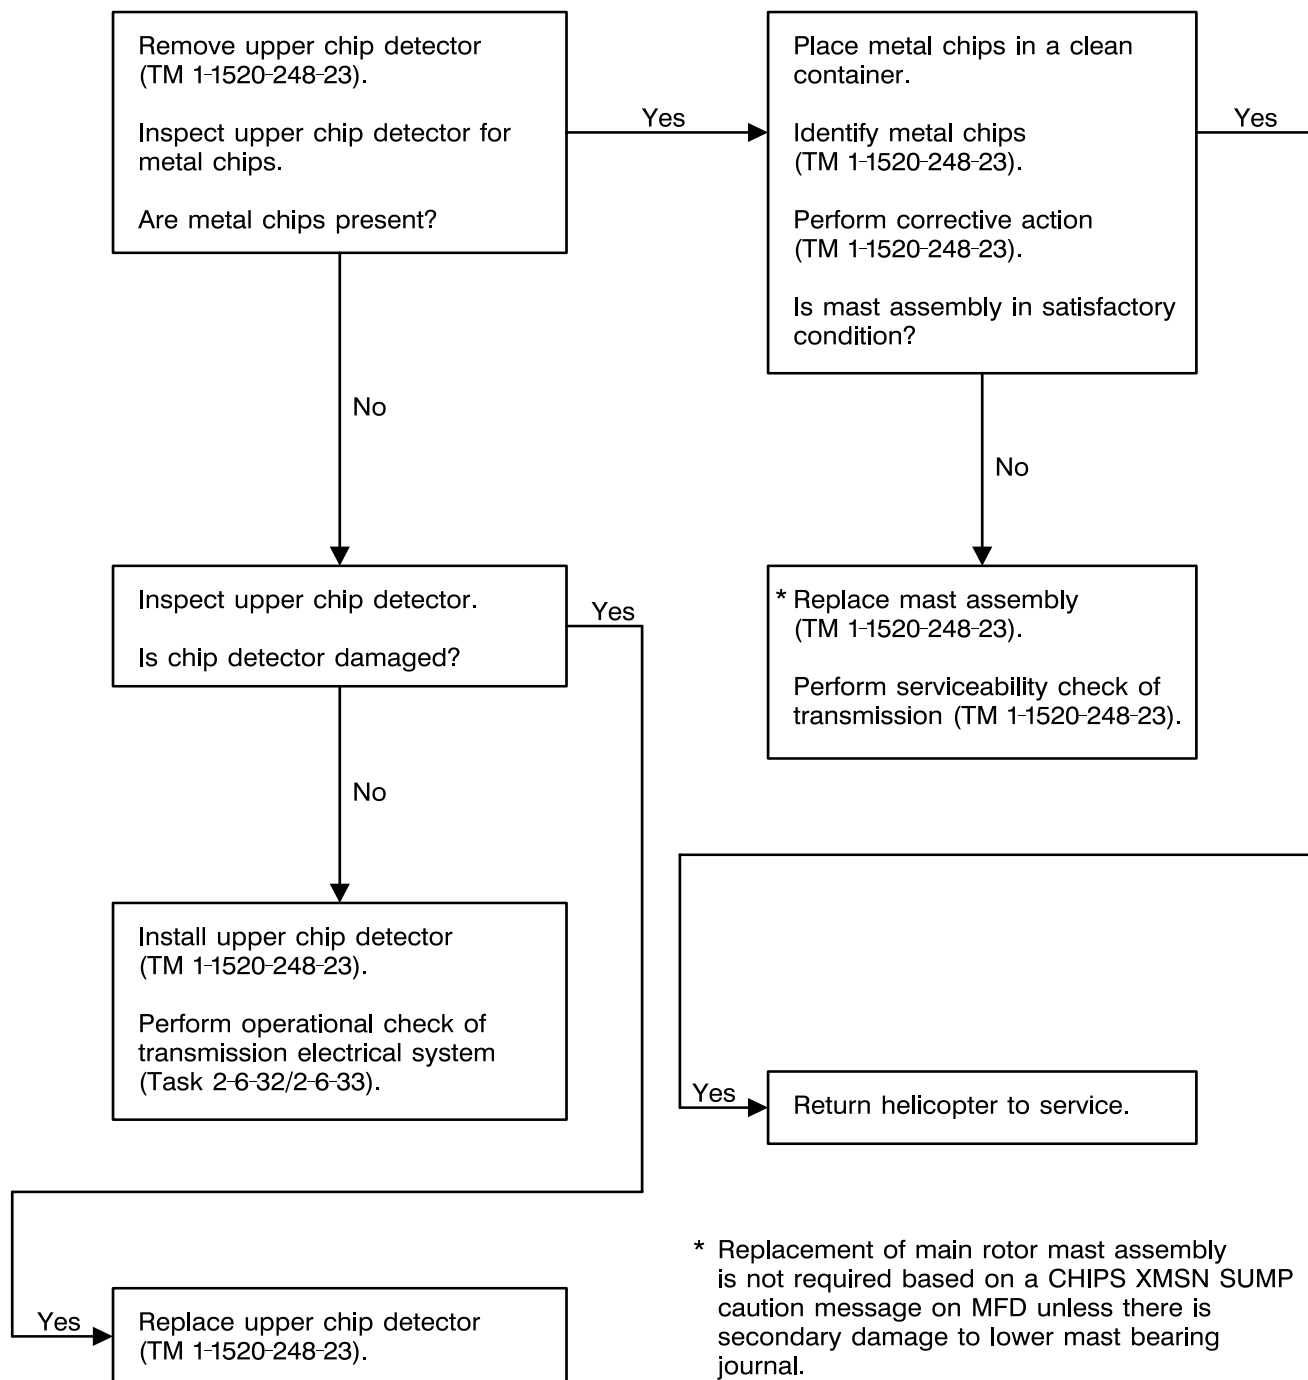 Remove upper chip detector
(TM 1-1520-248-23).
Inspect upper chip detector for
metal chips.
Are metal chips present?
Yes
Place metal chips in a clean
container.
Identify metal chips
(TM 1-1520-248-23).
Perform corrective action
(TM 1-1520-248-23).
Is mast assembly in satisfactory
condition?
Yes
No
No
Inspect upper chip detector.
Is chip detector damaged?
Yes
* Replace mast assembly
(TM 1-1520-248-23).
Perform serviceability check of
transmission (TM 1-1520-248-23).
No
Install upper chip detector
(TM 1-1520-248-23).
Perform operational check of
transmission electrical system
(Task 2-6-32/2-6-33).
Yes
Return helicopter to service.
Yes
Replace upper chip detector
(TM 1-1520-248-23).
* Replacement of main rotor mast assembly
is not required based on a CHIPS XMSN SUMP
caution message on MFD unless there is
secondary damage to lower mast bearing
journal.